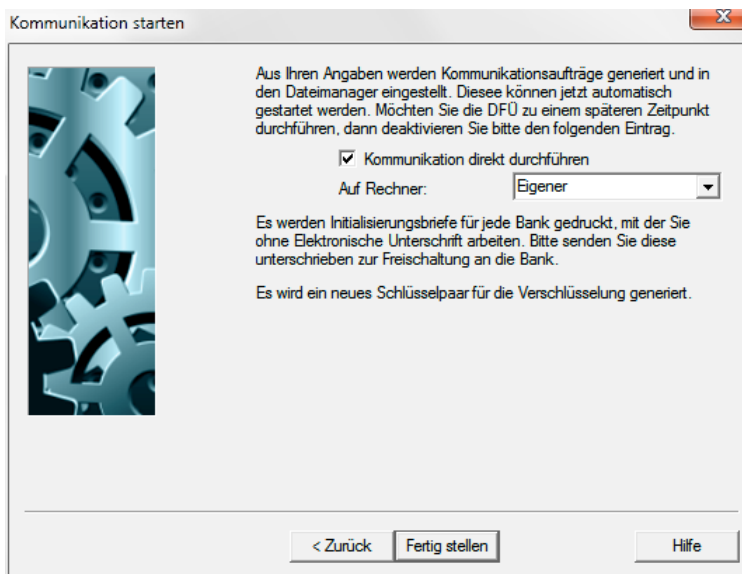 Kommunikation starten
Aus Ihren Angaben werden Kommunikationsaufträge generiert und in
den Dateimanager eingestellt. Diesee können jetzt automatisch
gestartet werden. Möchten Sie die DFÜ zu einem späteren Zeitpunkt
durchführen, dann deaktivieren Sie bitte den folgenden Eintrag.
Kommunikation direkt durchführen
Auf Rechner: Eigener
Es werden Initialisierungsbriefe für jede Bank gedruckt, mit der Sie
ohne Elektronische Unterschrift arbeiten. Bitte senden Sie diese
unterschrieben zur Freischaltung an die Bank.
Es wird ein neues Schlüsselpaar für die Verschlüsselung generiert.
< Zurück Fertig stellen Hilfe